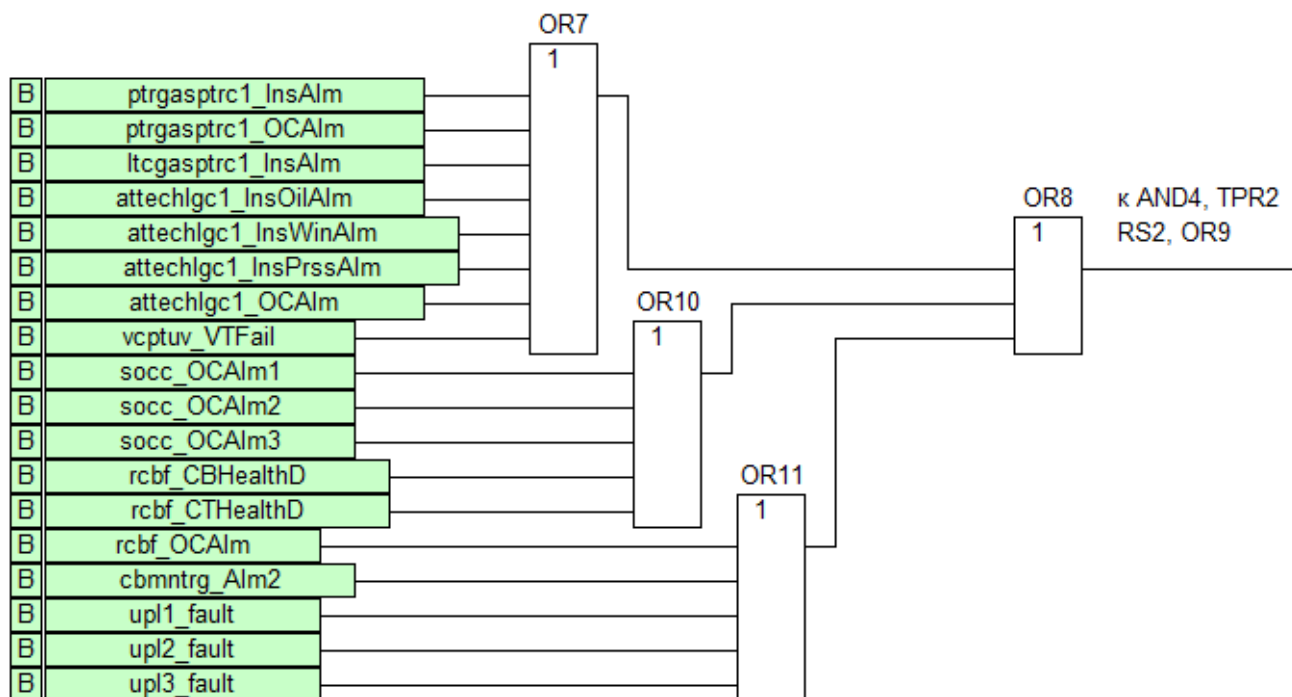 OR7
1
B ptrgasptrc1_InsAlm
B ptrgasptrc1_OCAlm
B ltcgasptrc1_InsAlm
B attechlgc1_InsOilAlm
OR8 к AND4, TPR2
1 RS2, OR9
B attechlgc1_InsWinAlm
B attechlgc1_InsPrssAlm
B attechlgc1_OCAlm
OR10
1
B vcptuv_VTFail
B socc_OCAlm1
B socc_OCAlm2
B socc_OCAlm3
B rcbf_CBHealthD
OR11
1
B rcbf_CTHealthD
B rcbf_OCAlm
B cbmntrg_Alm2
B upl1_fault
B upl2_fault
B upl3_fault